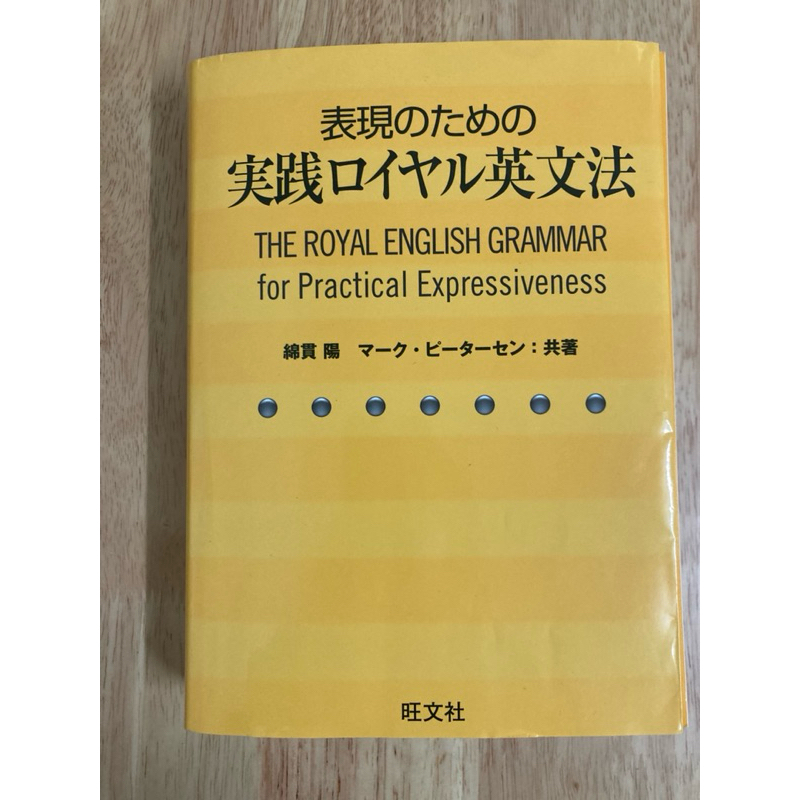 表現のための
実践ロイヤル英文法
THE ROYAL ENGLISH GRAMMAR
for Practical Expressiveness
綿貫 陽 マーク・ピーターセン：共著
旺文社